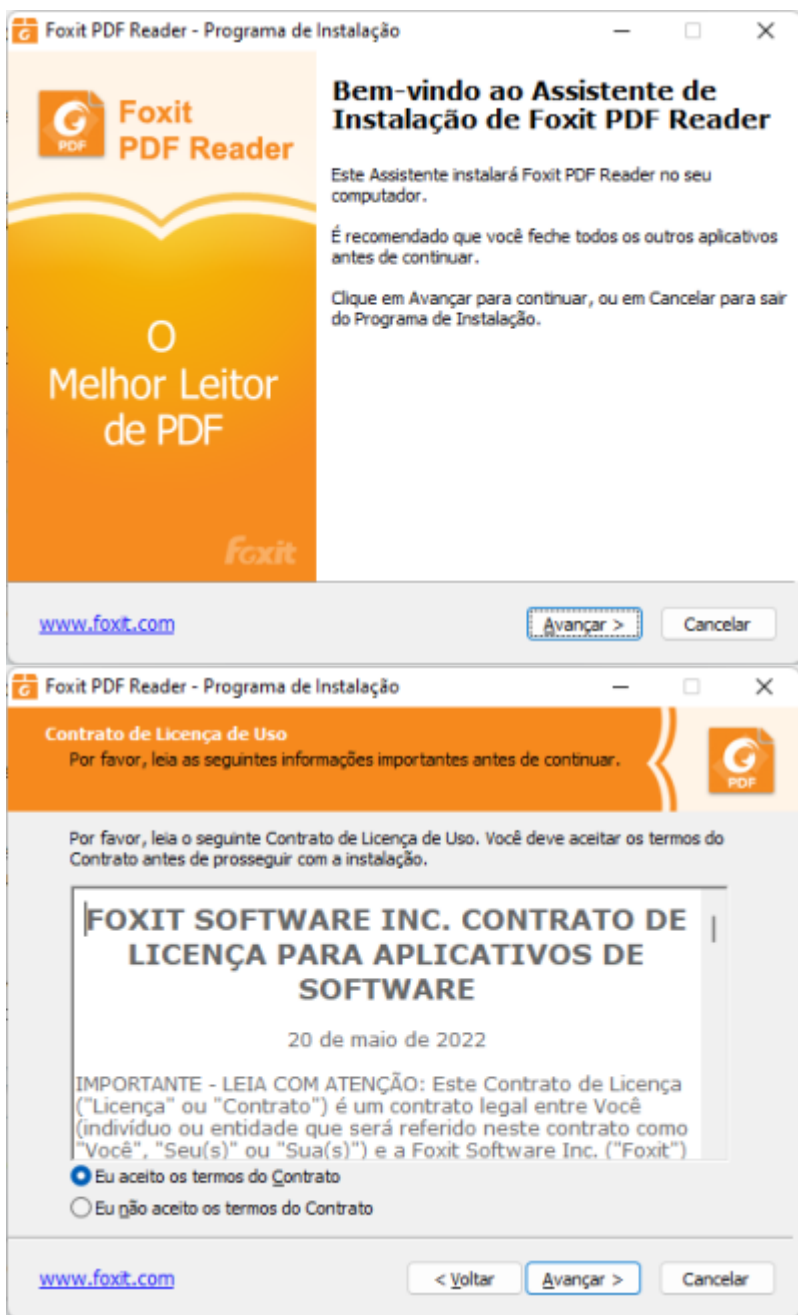 Foxit PDF Reader - Programa de Instalação
Foxit
PDF Reader
PDF
O
Melhor Leitor
de PDF
foxit
Bem-vindo ao Assistente de
Instalação de Foxit PDF Reader
Este Assistente instalará Foxit PDF Reader no seu
computador.
É recomendado que você feche todos os outros aplicativos
antes de continuar.
Clique em Avançar para continuar, ou em Cancelar para sair
do Programa de Instalação.
www.foxit.com
Avançar >
Cancelar
Foxit PDF Reader - Programa de Instalação
Contrato de Licença de Uso
Por favor, leia as seguintes informações importantes antes de continuar.
PDF
Por favor, leia o seguinte Contrato de Licença de Uso. Você deve aceitar os termos do
Contrato antes de prosseguir com a instalação.
FOXIT SOFTWARE INC. CONTRATO DE
LICENÇA PARA APLICATIVOS DE
SOFTWARE
20 de maio de 2022
IMPORTANTE - LEIA COM ATENÇÃO: Este Contrato de Licença
("Licença" ou "Contrato") é um contrato legal entre Você
(indivíduo ou entidade que será referido neste contrato como
"Você", "Seu(s)" ou "Sua(s)") e a Foxit Software Inc. ("Foxit")
Eu aceito os termos do Contrato
Eu não aceito os termos do Contrato
www.foxit.com
< Voltar
Avançar >
Cancelar